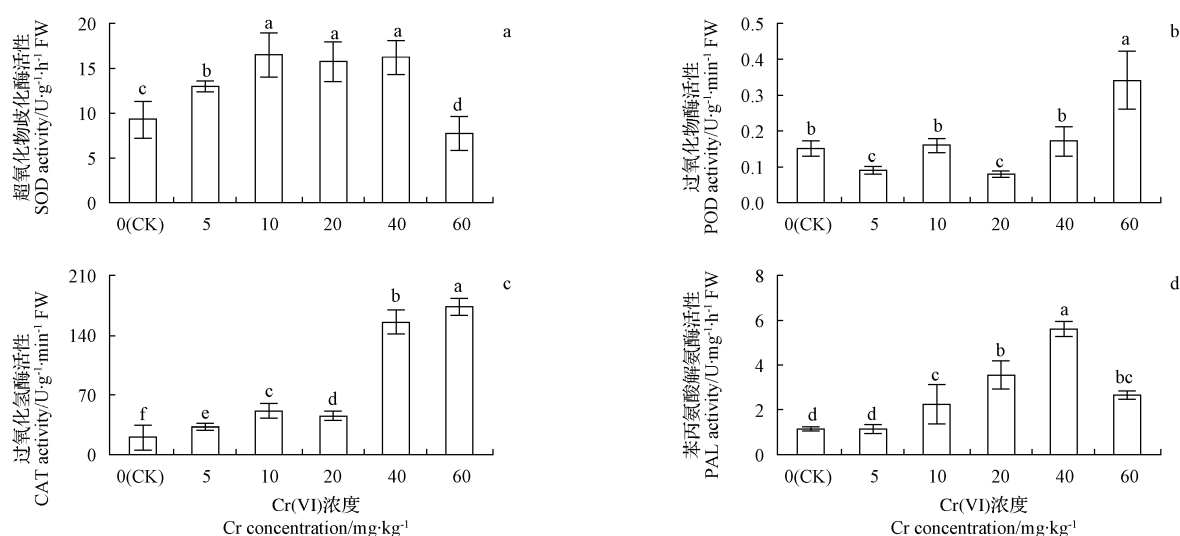 超氧化物歧化酶活性
SOD activity/U·g⁻¹·h⁻¹ FW
20
15
10
5
0
c
b
a
a
a
d
a
0(CK) 5 10 20 40 60
过氧化物酶活性
POD activity/U·g⁻¹·min⁻¹ FW
0.5
0.4
0.3
0.2
0.1
0.0
b
c
b
c
b
a
b
0(CK) 5 10 20 40 60
过氧化氢酶活性
CAT activity/U·g⁻¹·min⁻¹ FW
210
140
70
0
f
e
c
d
b
a
c
0(CK) 5 10 20 40 60
Cr(VI)浓度
Cr concentration/mg·kg⁻¹
苯丙氨酸解氨酶活性
PAL activity/U·mg⁻¹·h⁻¹ FW
8
6
4
2
0
d
d
c
b
a
bc
d
0(CK) 5 10 20 40 60
Cr(VI)浓度
Cr concentration/mg·kg⁻¹